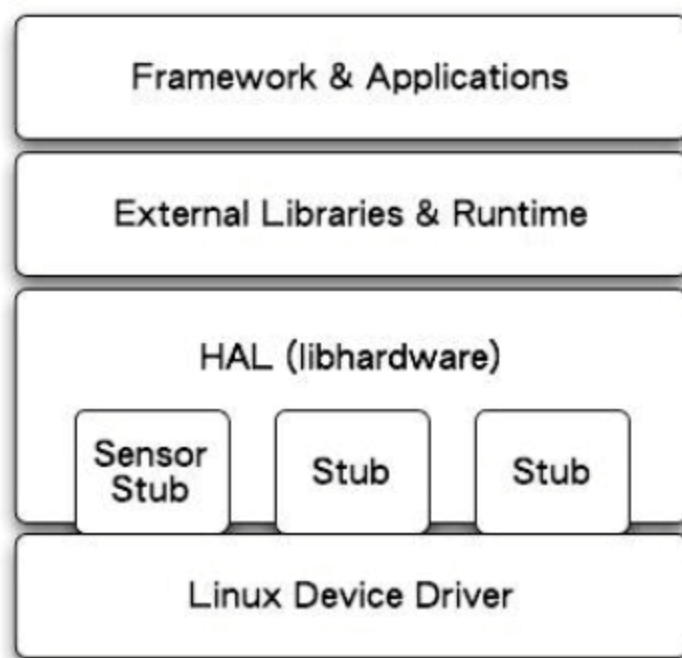 Framework & Applications
External Libraries & Runtime
HAL (libhardware)
Sensor
Stub
Stub
Stub
Linux Device Driver